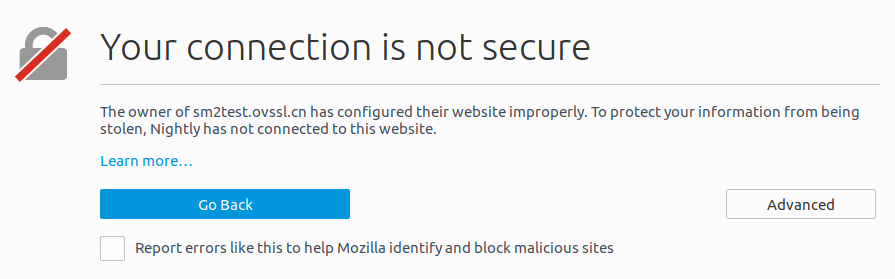 Your connection is not secure
The owner of sm2test.ovssl.cn has configured their website improperly. To protect your information from being
stolen, Nightly has not connected to this website.
Learn more…
Go Back
Advanced
Report errors like this to help Mozilla identify and block malicious sites